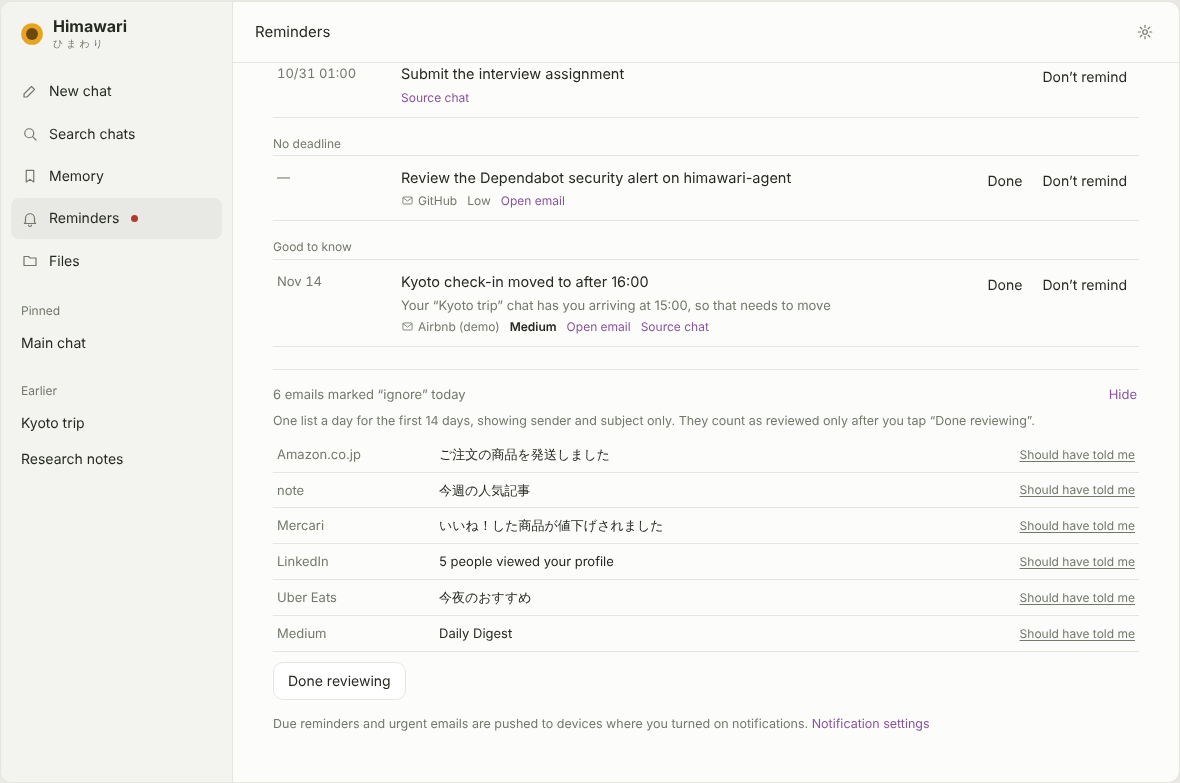 Himawari
ひまわり
New chat
Search chats
Memory
Reminders
Files
Pinned
Main chat
Earlier
Kyoto trip
Research notes
Reminders
10/31 01:00 Submit the interview assignment Don’t remind
Source chat
No deadline
— Review the Dependabot security alert on himawari-agent Done Don’t remind
GitHub Low Open email
Good to know
Nov 14 Kyoto check-in moved to after 16:00 Done Don’t remind
Your “Kyoto trip” chat has you arriving at 15:00, so that needs to move
Airbnb (demo) Medium Open email Source chat
6 emails marked “ignore” today Hide
One list a day for the first 14 days, showing sender and subject only. They count as reviewed only after you tap “Done reviewing”.
Amazon.co.jp ご注文の商品を発送しました Should have told me
note 今週の人気記事 Should have told me
Mercari いいね！した商品が値下げされました Should have told me
LinkedIn 5 people viewed your profile Should have told me
Uber Eats 今夜のおすすめ Should have told me
Medium Daily Digest Should have told me
Done reviewing
Due reminders and urgent emails are pushed to devices where you turned on notifications. Notification settings